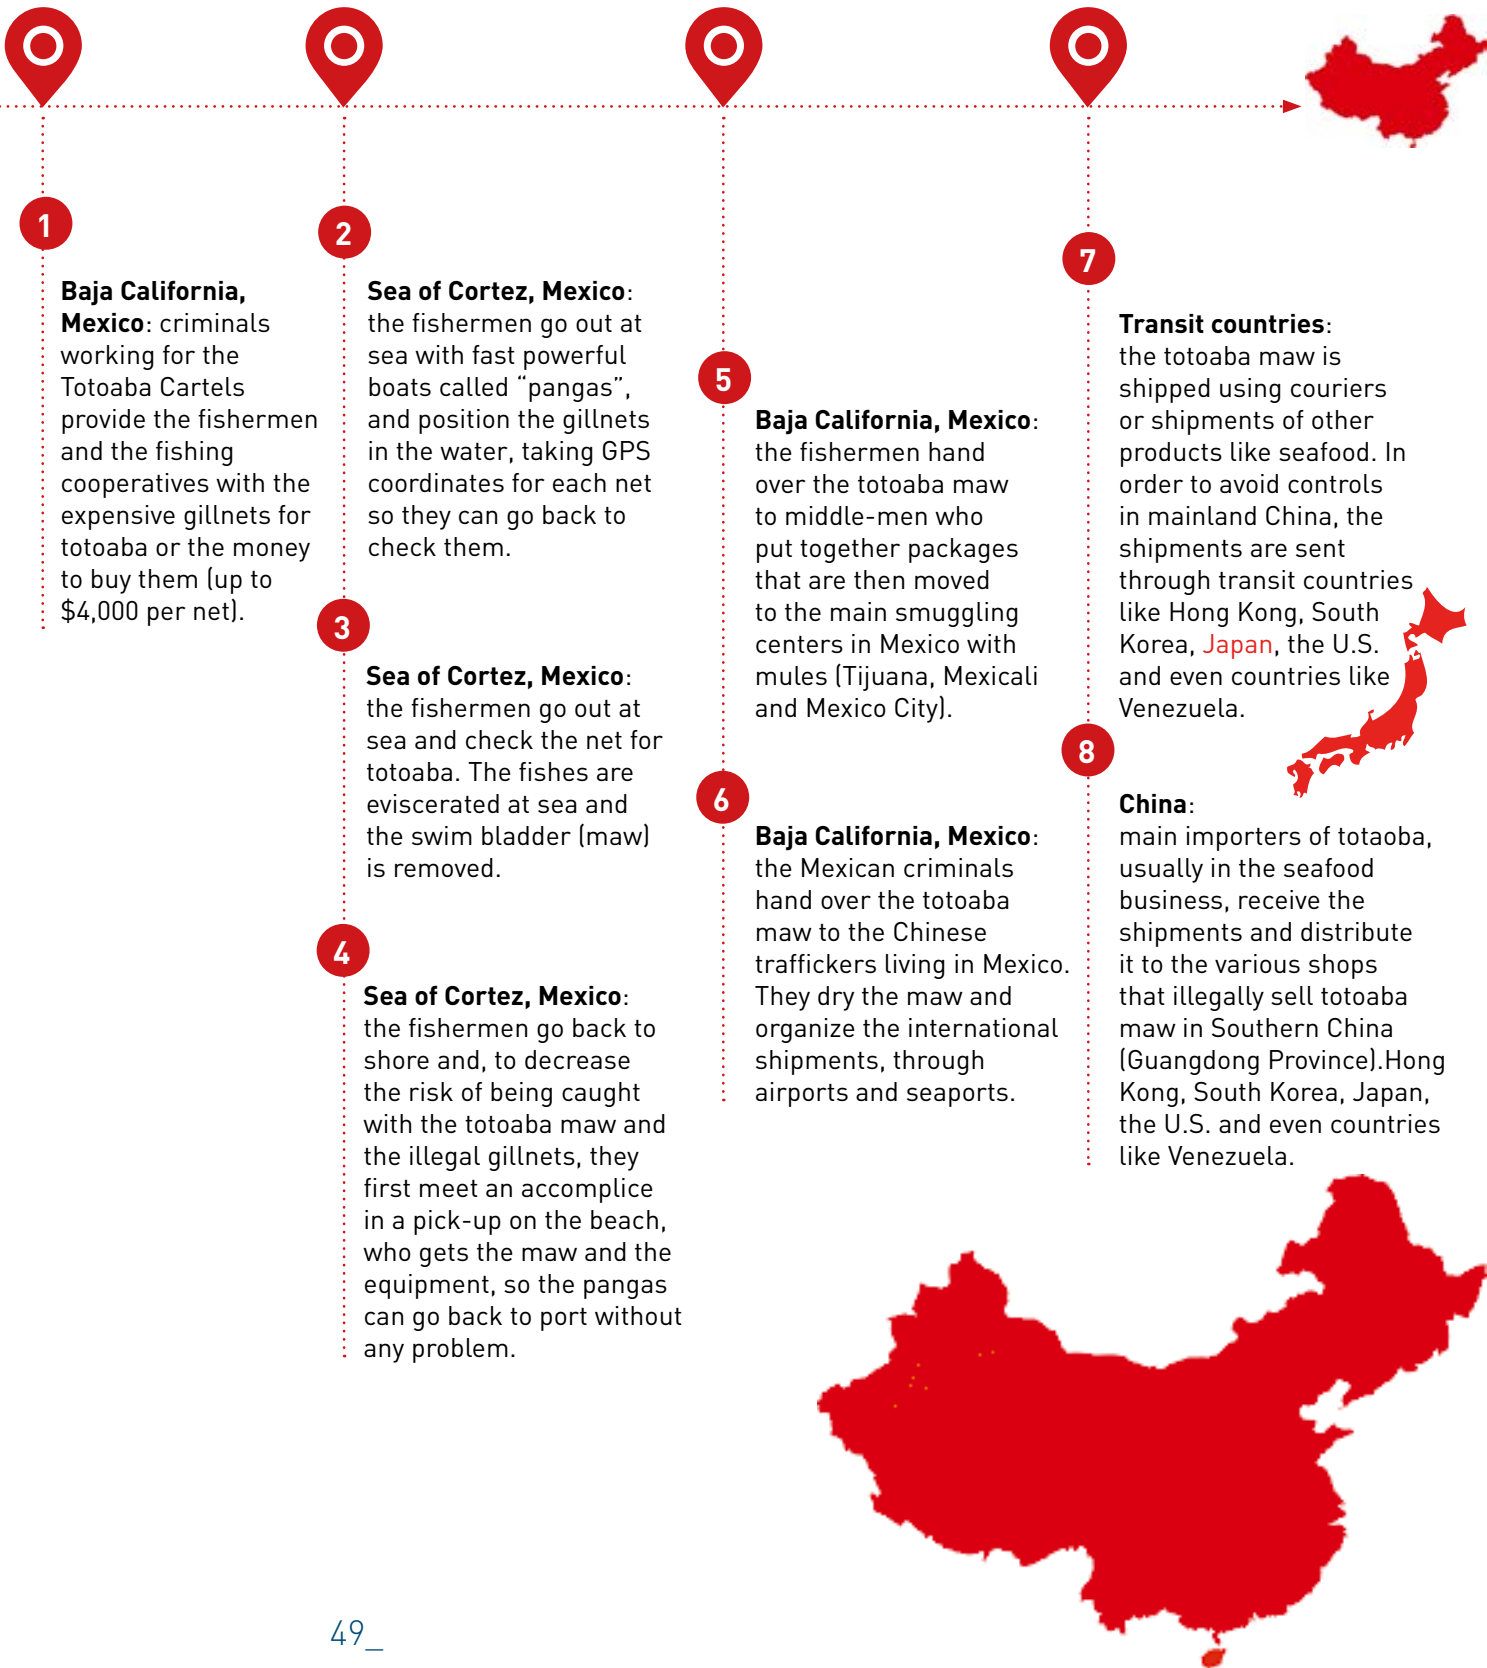 1
Baja California,
Mexico: criminals
working for the
Totoaba Cartels
provide the fishermen
and the fishing
cooperatives with the
expensive gillnets for
totoaba or the money
to buy them (up to
$4,000 per net).
2
Sea of Cortez, Mexico:
the fishermen go out at
sea with fast powerful
boats called “pangas”,
and position the gillnets
in the water, taking GPS
coordinates for each net
so they can go back to
check them.
3
Sea of Cortez, Mexico:
the fishermen go out at
sea and check the net for
totoaba. The fishes are
eviscerated at sea and
the swim bladder (maw)
is removed.
4
Sea of Cortez, Mexico:
the fishermen go back to
shore and, to decrease
the risk of being caught
with the totoaba maw and
the illegal gillnets, they
first meet an accomplice
in a pick-up on the beach,
who gets the maw and the
equipment, so the pangas
can go back to port without
any problem.
5
Baja California, Mexico:
the fishermen hand
over the totoaba maw
to middle-men who
put together packages
that are then moved
to the main smuggling
centers in Mexico with
mules (Tijuana, Mexicali
and Mexico City).
6
Baja California, Mexico:
the Mexican criminals
hand over the totoaba
maw to the Chinese
traffickers living in Mexico.
They dry the maw and
organize the international
shipments, through
airports and seaports.
7
Transit countries:
the totoaba maw is
shipped using couriers
or shipments of other
products like seafood. In
order to avoid controls
in mainland China, the
shipments are sent
through transit countries
like Hong Kong, South
Korea, Japan, the U.S.
and even countries like
Venezuela.
8
China:
main importers of totaoba,
usually in the seafood
business, receive the
shipments and distribute
it to the various shops
that illegally sell totoaba
maw in Southern China
(Guangdong Province).Hong
Kong, South Korea, Japan,
the U.S. and even countries
like Venezuela.
49_